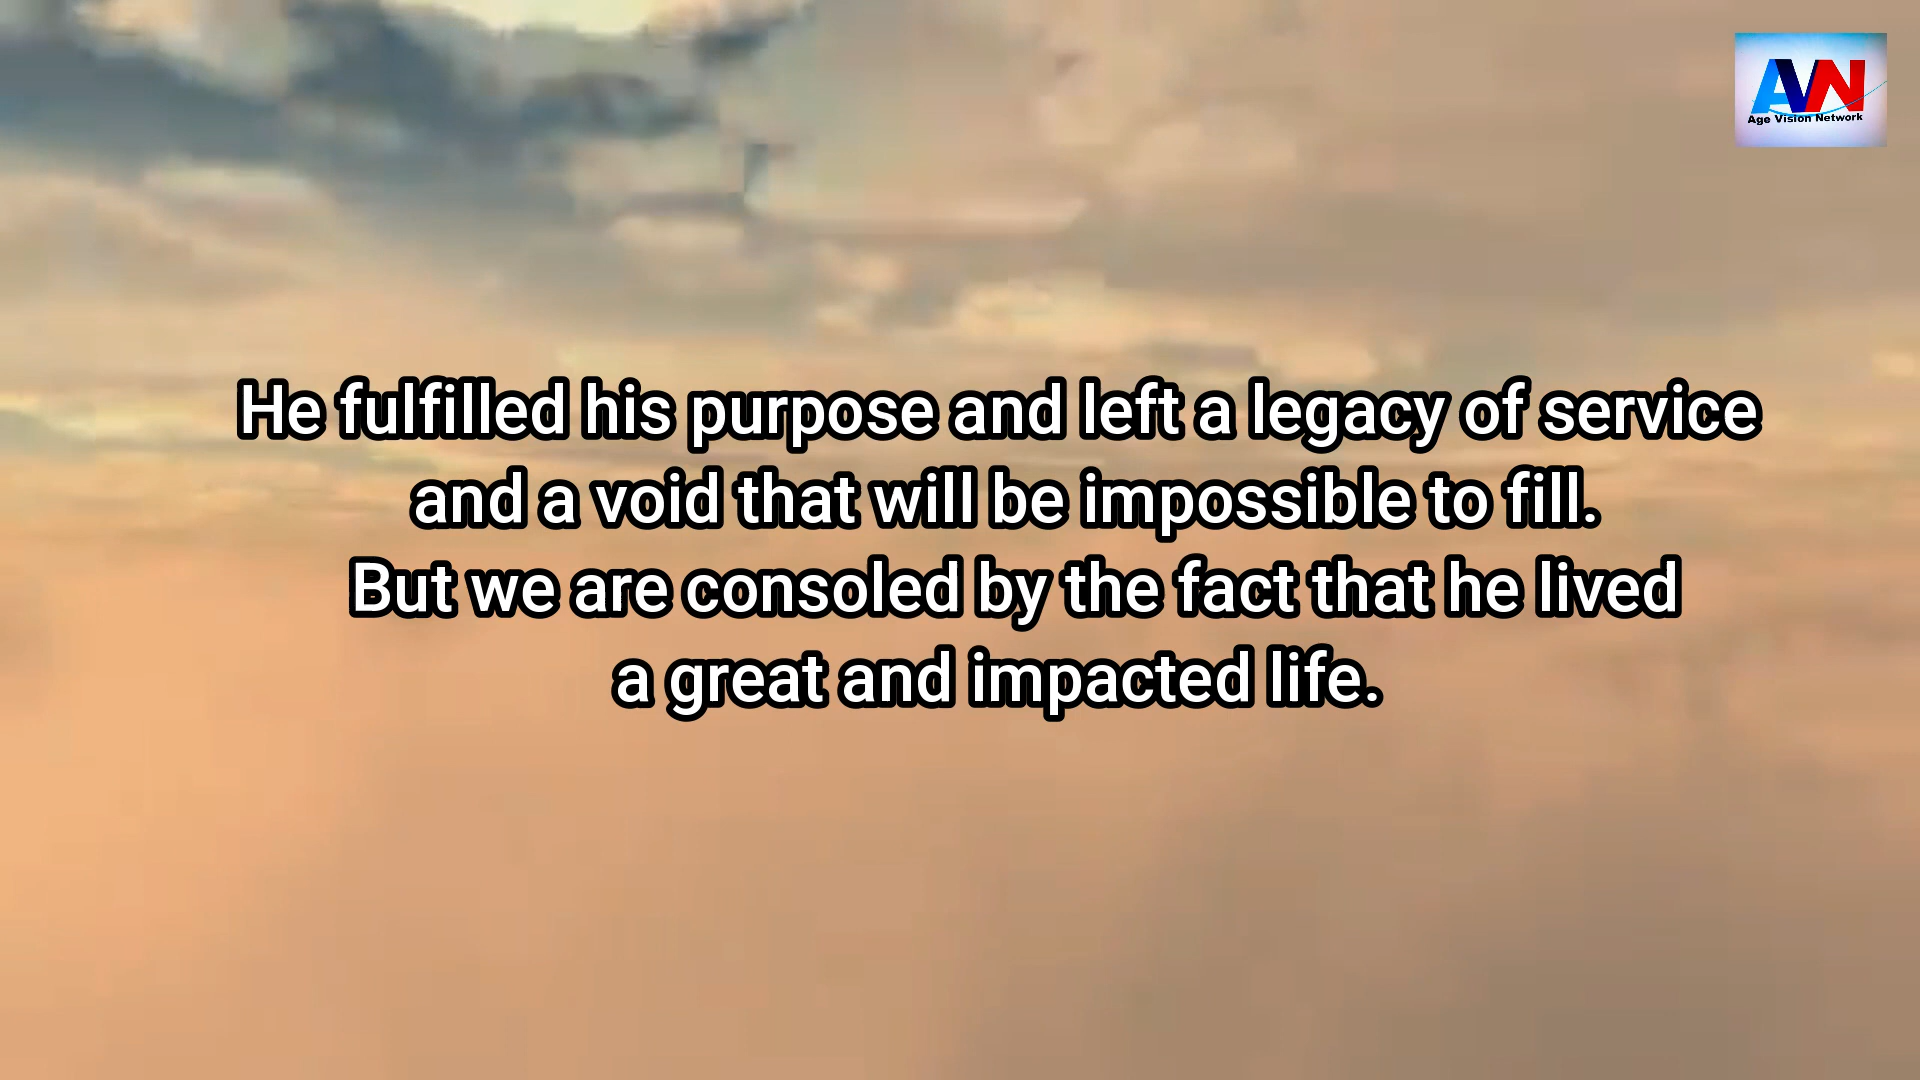 AVN
Age Vision Network
He fulfilled his purpose and left a legacy of service
and a void that will be impossible to fill.
But we are consoled by the fact that he lived
a great and impacted life.